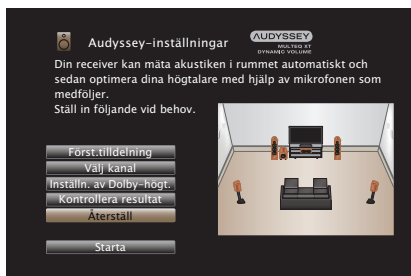 Audyssey-inställningar
AUDYSSEY
MULTEQ XT
DYNAMIC VOLUME
Din receiver kan mäta akustiken i rummet automatiskt och
sedan optimera dina högtalare med hjälp av mikrofonen som
medföljer.
Ställ in följande vid behov.
Först.tilldelning
Välj kanal
Inställn. av Dolby-högt.
Kontrollera resultat
Återställ
Starta